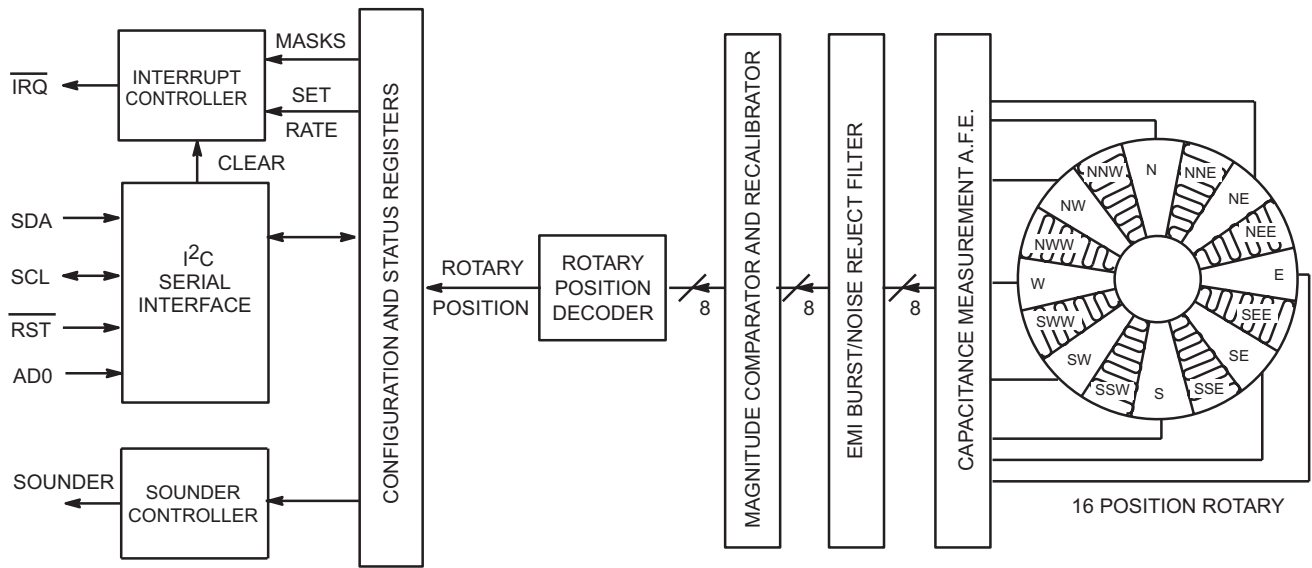 IRQ
INTERRUPT
CONTROLLER
MASKS
SET
RATE
CLEAR
SDA
SCL
RST
AD0
I2C
SERIAL
INTERFACE
SOUNDER
SOUNDER
CONTROLLER
CONFIGURATION AND STATUS REGISTERS
ROTARY
POSITION
ROTARY
POSITION
DECODER
8
MAGNITUDE COMPARATOR AND RECALIBRATOR
8
EMI BURST/NOISE REJECT FILTER
8
CAPACITANCE MEASUREMENT A.F.E.
N
NNE
NE
NEE
E
SEE
SE
SSE
S
SSW
SW
SWW
W
NWW
NW
NNW
16 POSITION ROTARY